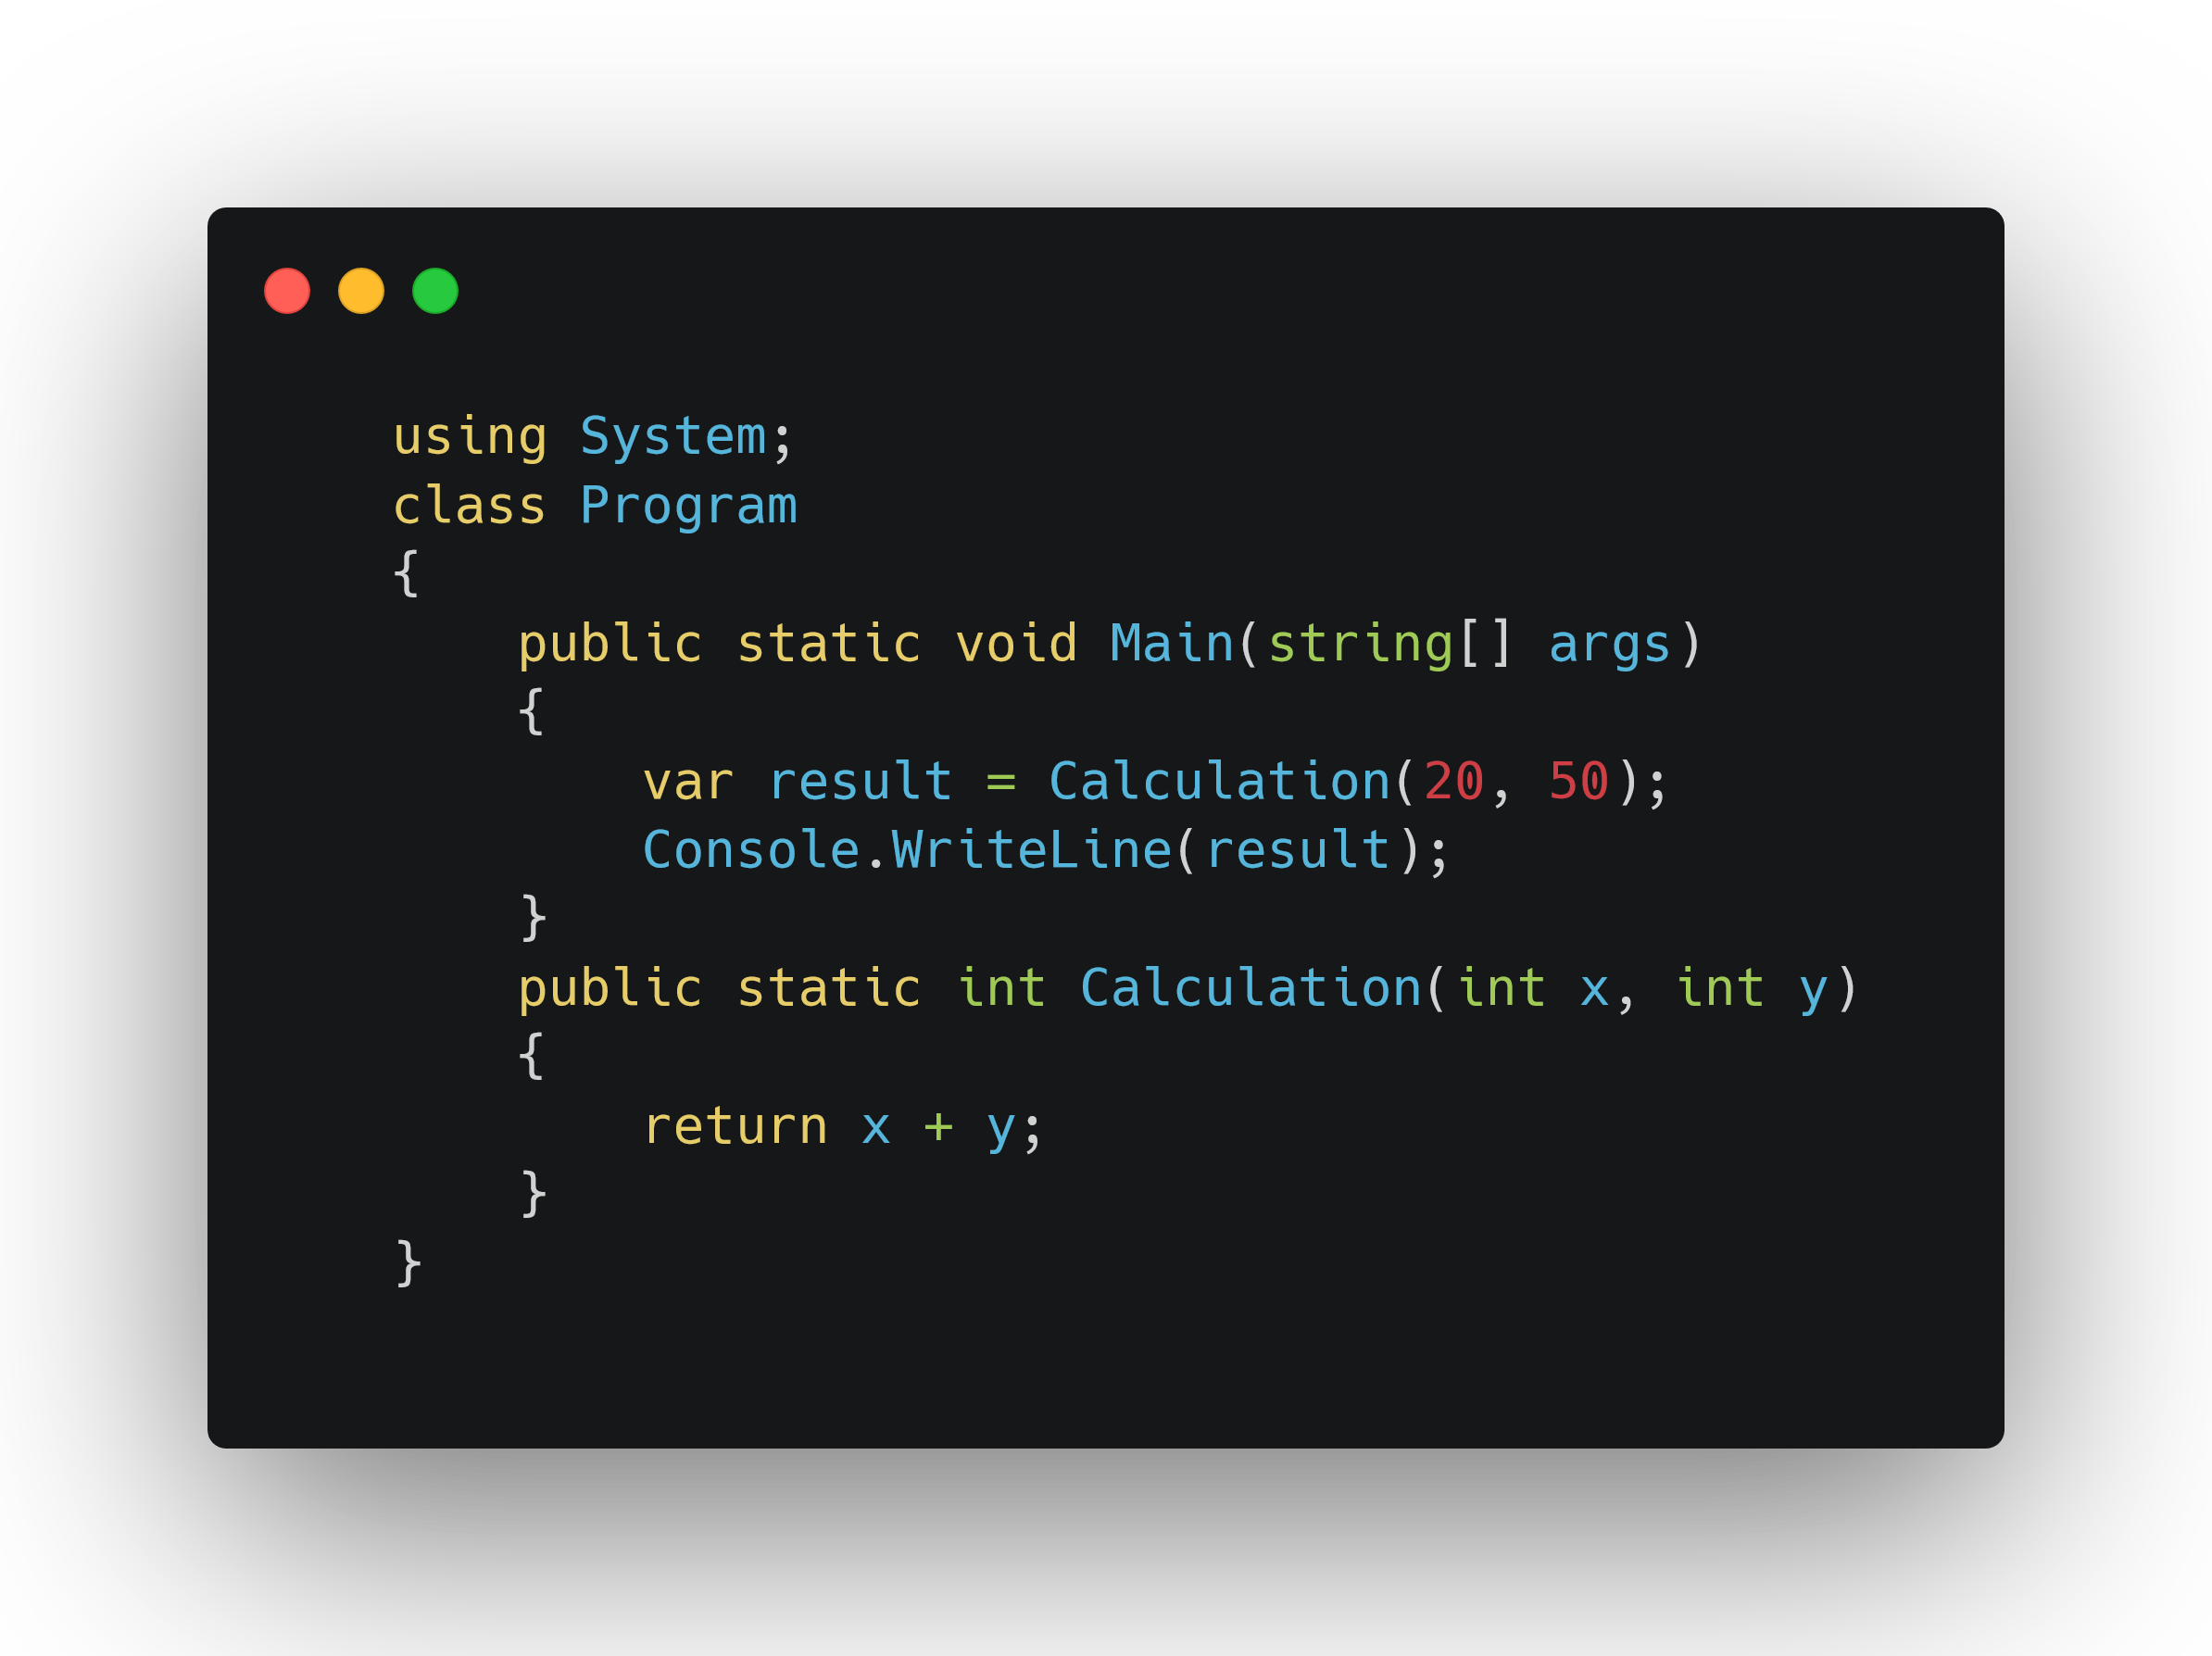 using System;
class Program
{
    public static void Main(string[] args)
    {
        var result = Calculation(20, 50);
        Console.WriteLine(result);
    }
    public static int Calculation(int x, int y)
    {
        return x + y;
    }
}